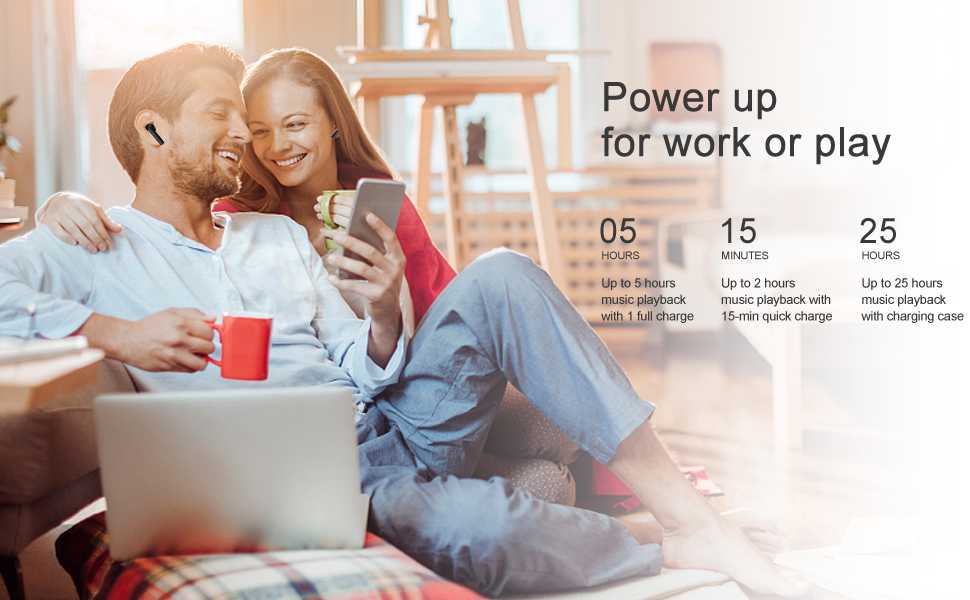 Power up
for work or play
05
HOURS
Up to 5 hours
music playback
with 1 full charge
15
MINUTES
Up to 2 hours
music playback with
15-min quick charge
25
HOURS
Up to 25 hours
music playback
with charging case